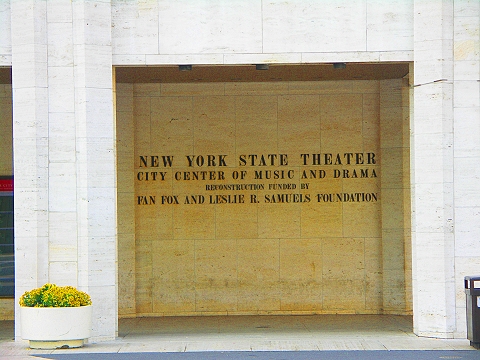 NEW YORK STATE THEATER
CITY CENTER OF MUSIC AND DRAMA
RECONSTRUCTION FUNDED BY
FAN FOX AND LESLIE R. SAMUELS FOUNDATION